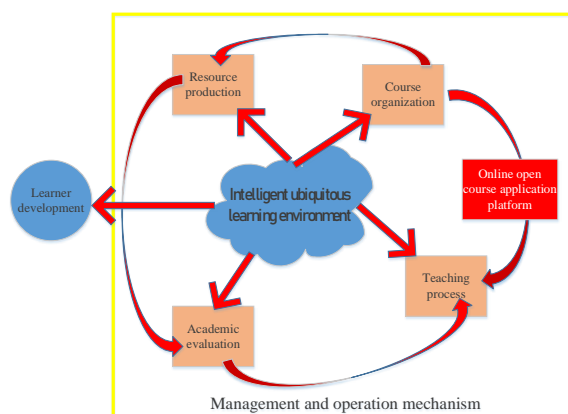 Resource
production
Course
organization
Learner
development
Intelligent ubiquitous
learning environment
Online open
course application
platform
Teaching
process
Academic
evaluation
Management and operation mechanism